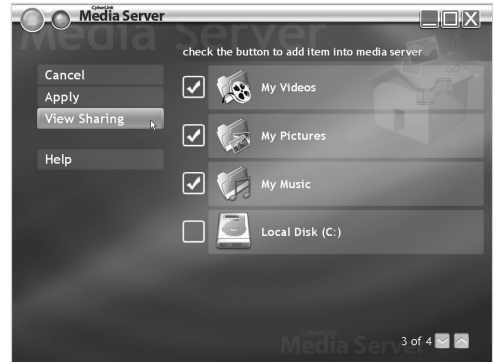 CyberLink
Media Server
Media Server
check the button to add item into media server
Cancel
Apply
View Sharing
Help
My Videos
My Pictures
My Music
Local Disk (C:)
CyberLink
Media Server
3 of 4